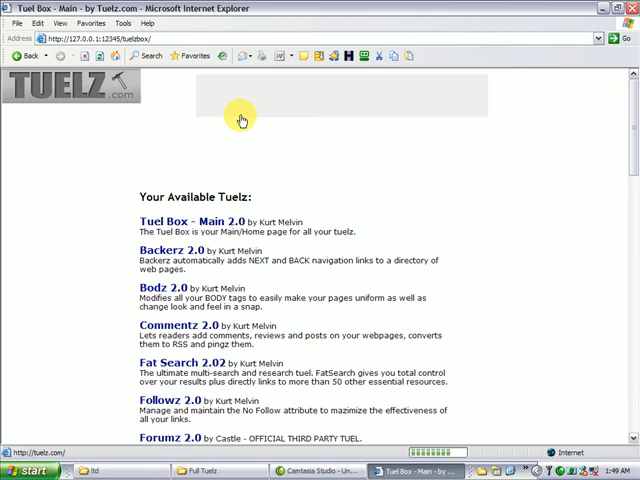 Tuel Box - Main - by Tuelz.com - Microsoft Internet Explorer
File Edit View Favorites Tools Help
Back Search Favorites
Address http://127.0.0.1:12345/tuelzbox/ Go
TUELZ.com
Your Available Tuelz:
Tuel Box - Main 2.0 by Kurt Melvin
The Tuel Box is your Main/Home page for all your tuelz.
Backerz 2.0 by Kurt Melvin
Backerz automatically adds NEXT and BACK navigation links to a directory of
web pages.
Bodz 2.0 by Kurt Melvin
Modifies all your BODY tags to easily make your pages uniform as well as
change look and feel in a snap.
Commentz 2.0 by Kurt Melvin
Lets readers add comments, reviews and posts on your webpages, converts
them to RSS and pingz them.
Fat Search 2.02 by Kurt Melvin
The ultimate multi-search and research tuel. FatSearch gives you total control
over your results plus directly links to more than 50 other essential resources.
Followz 2.0 by Kurt Melvin
Manage and maintain the No Follow attribute to mazimize the effectiveness of
all your links.
Forumz 2.0 by Castle - OFFICIAL THIRD PARTY TUEL.
http://tuelz.com/ Internet
start ltd Full Tuelz Camtasia Studio - Un... Tuel Box - Main - by ... 1:49 AM